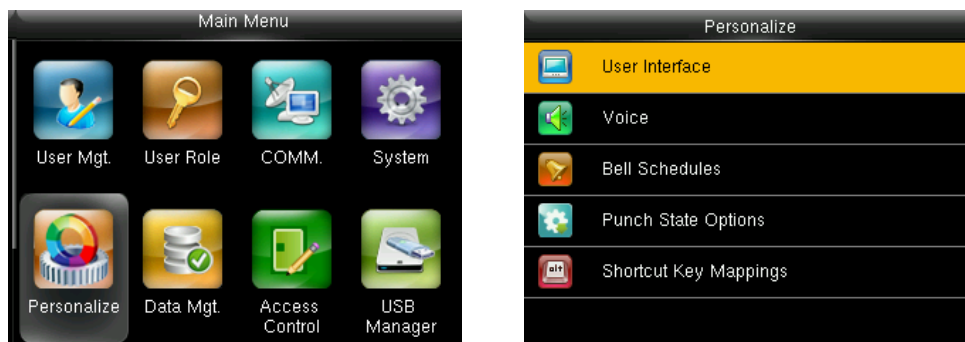 Main Menu
User Mgt.
User Role
COMM.
System
Personalize
Data Mgt.
Access
Control
USB
Manager
Personalize
User Interface
Voice
Bell Schedules
Punch State Options
alt
Shortcut Key Mappings